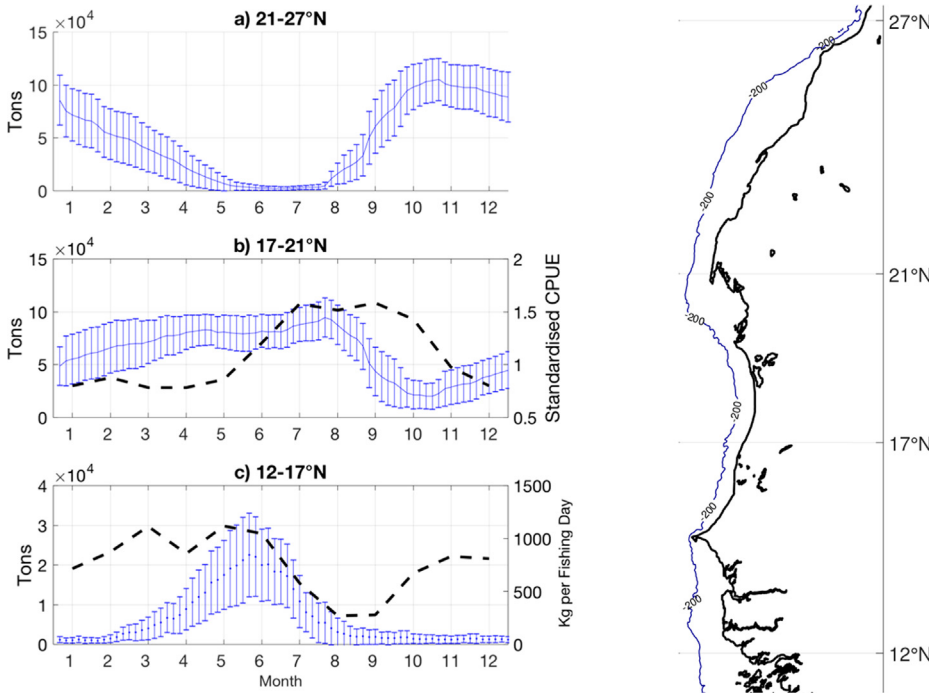 a) 21-27°N
×10⁴
15
10
5
0
Tons
1 2 3 4 5 6 7 8 9 10 11 12
b) 17-21°N
×10⁴
15
10
5
0
Tons
2
1.5
1
0.5
Standardised CPUE
1 2 3 4 5 6 7 8 9 10 11 12
c) 12-17°N
×10⁴
4
3
2
1
0
Tons
1500
1000
500
0
Kg per Fishing Day
1 2 3 4 5 6 7 8 9 10 11 12
Month
27°N
-200
-200
-200
21°N
-200
-200
17°N
-200
-200
12°N